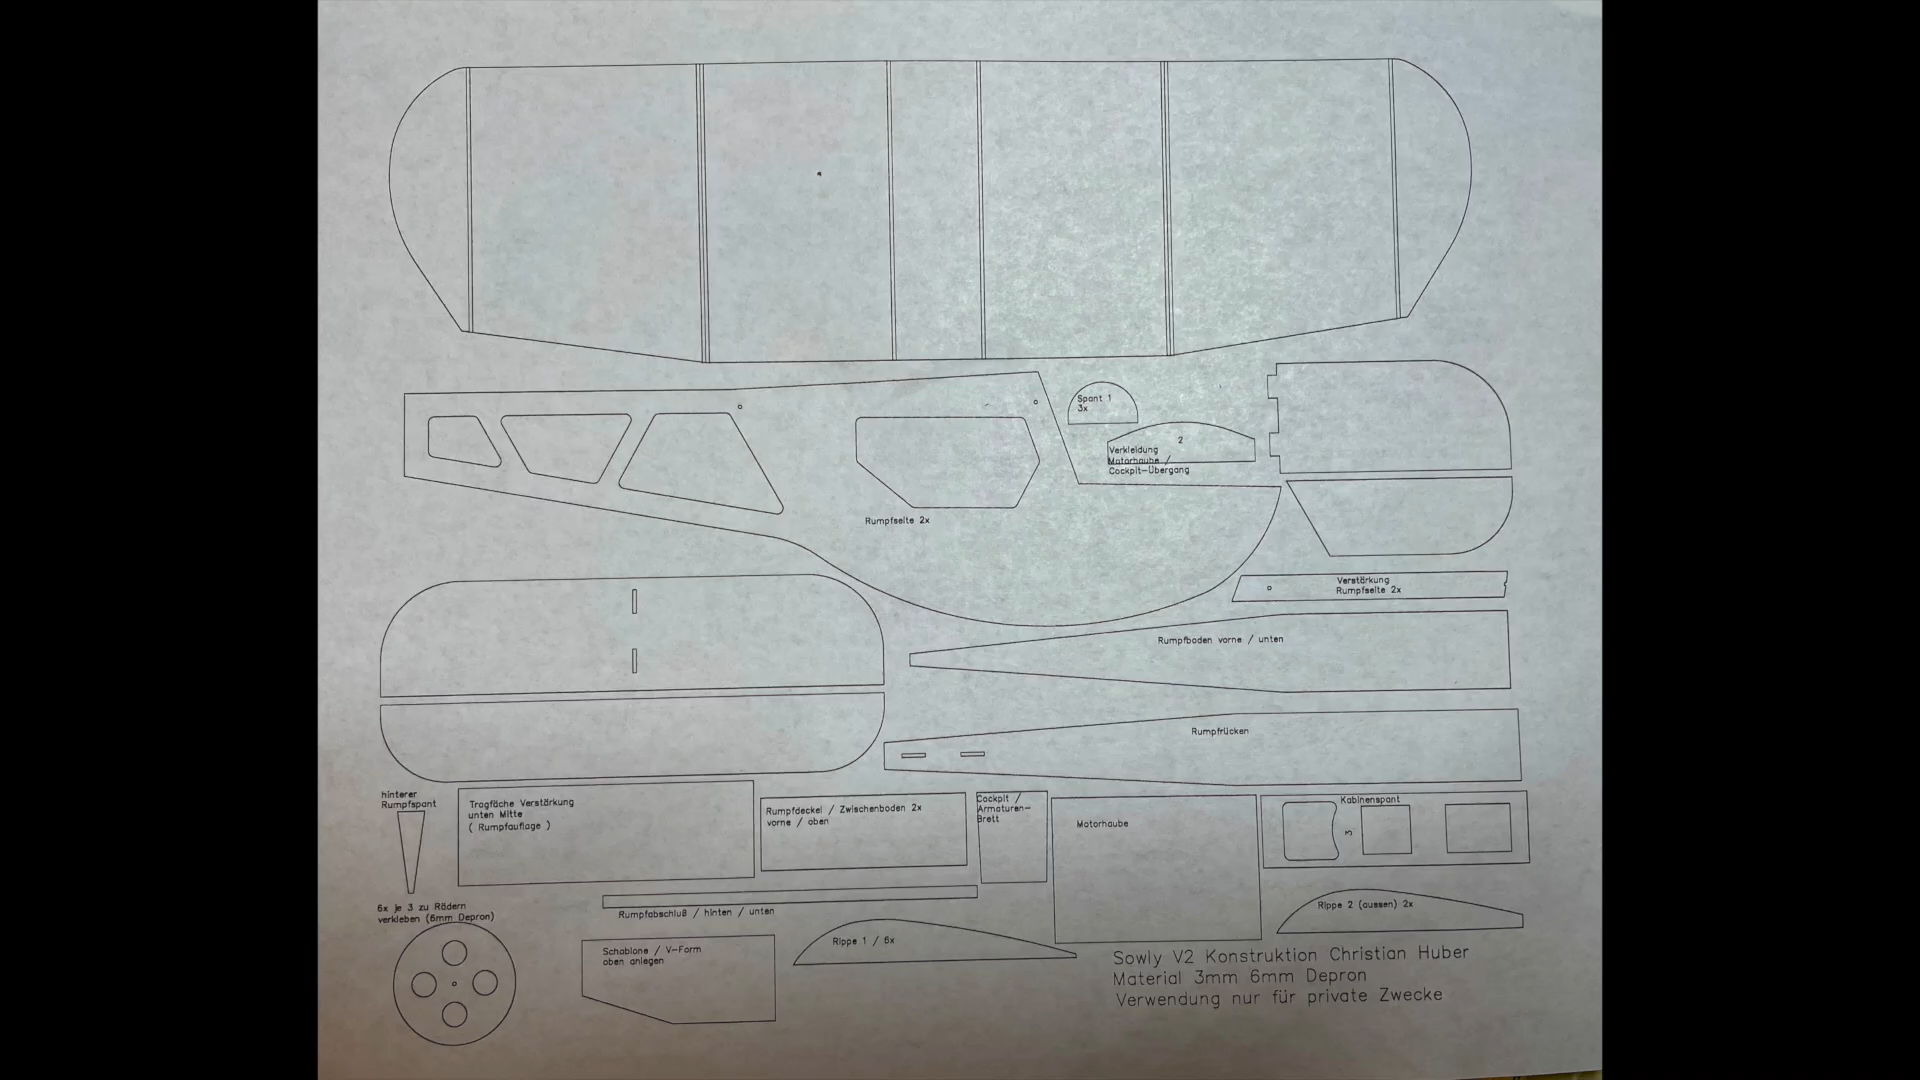 Spant 1
3x
2
Verkleidung
Motorhaube /
Cockpit-Übergang
Rumpfseite 2x
Verstärkung
Rumpfseite 2x
Rumpfboden vorne / unten
Rumpfrücken
hinterer
Rumpfspant
Tragfäche Verstärkung
unten Mitte
( Rumpfauflage )
Rumpfdeckel / Zwischenboden 2x
vorne / oben
Cockpit /
Armaturen-
Brett
Motorhaube
Kabinenspant
3
6x je 3 zu Rädern
verkleben (6mm Depron)
Rumpfabschluß / hinten / unten
Rippe 2 (aussen) 2x
Schablone / V-Form
oben anlegen
Rippe 1 / 6x
Sowly V2 Konstruktion Christian Huber
Material 3mm 6mm Depron
Verwendung nur für private Zwecke